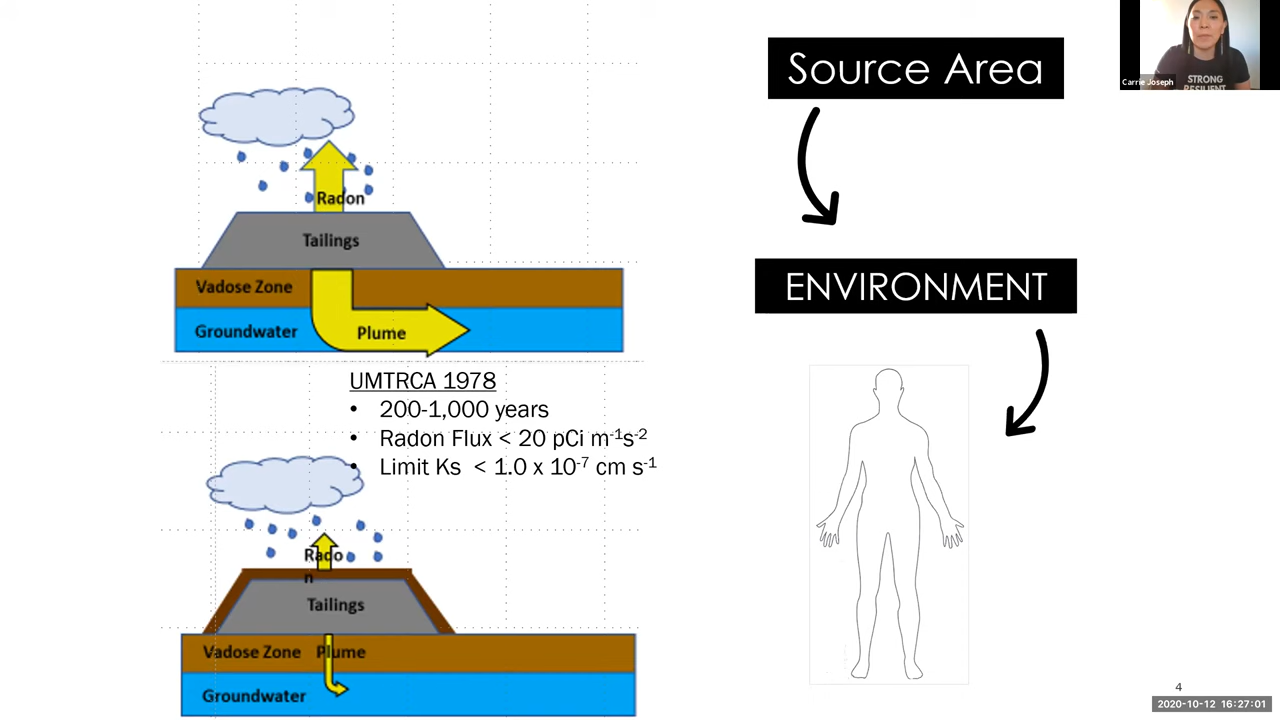 Source Area
Carrie Joseph
STRONG
RESILIENT
Radon
Tailings
Vadose Zone
Groundwater
Plume
ENVIRONMENT
UMTRCA 1978
• 200-1,000 years
• Radon Flux < 20 pCi m⁻¹s⁻²
• Limit Ks < 1.0 x 10⁻⁷ cm s⁻¹
Rado
n
Tailings
Vadose Zone Plume
Groundwater
4
2020-10-12 16:27:01